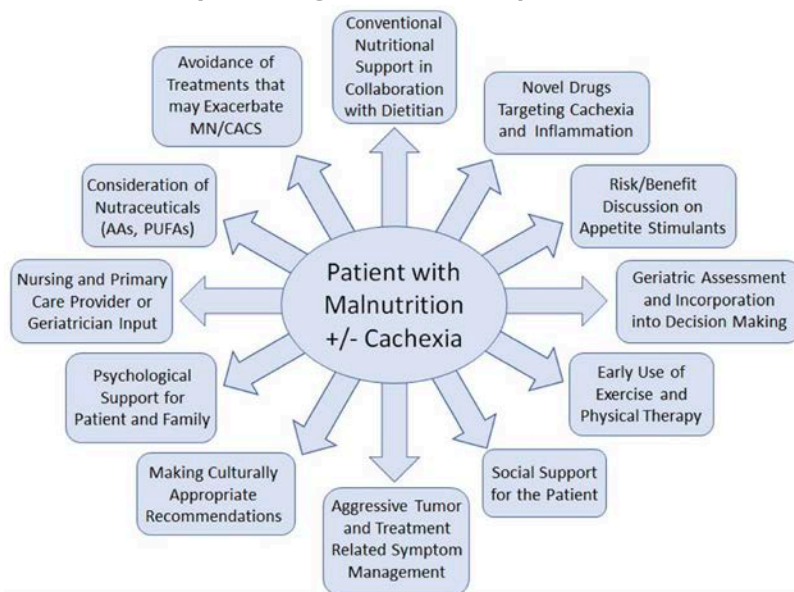 Conventional
Nutritional
Support in
Collaboration
with Dietitian
Novel Drugs
Targeting Cachexia
and Inflammation
Risk/Benefit
Discussion on
Appetite Stimulants
Geriatric Assessment
and Incorporation
into Decision Making
Early Use of
Exercise and
Physical Therapy
Social Support
for the Patient
Aggressive Tumor
and Treatment
Related Symptom
Management
Making Culturally
Appropriate
Recommendations
Psychological
Support for
Patient and Family
Nursing and Primary
Care Provider or
Geriatrician Input
Consideration of
Nutraceuticals
(AAs, PUFAs)
Avoidance of
Treatments that
may Exacerbate
MN/CACS
Patient with
Malnutrition
+/- Cachexia